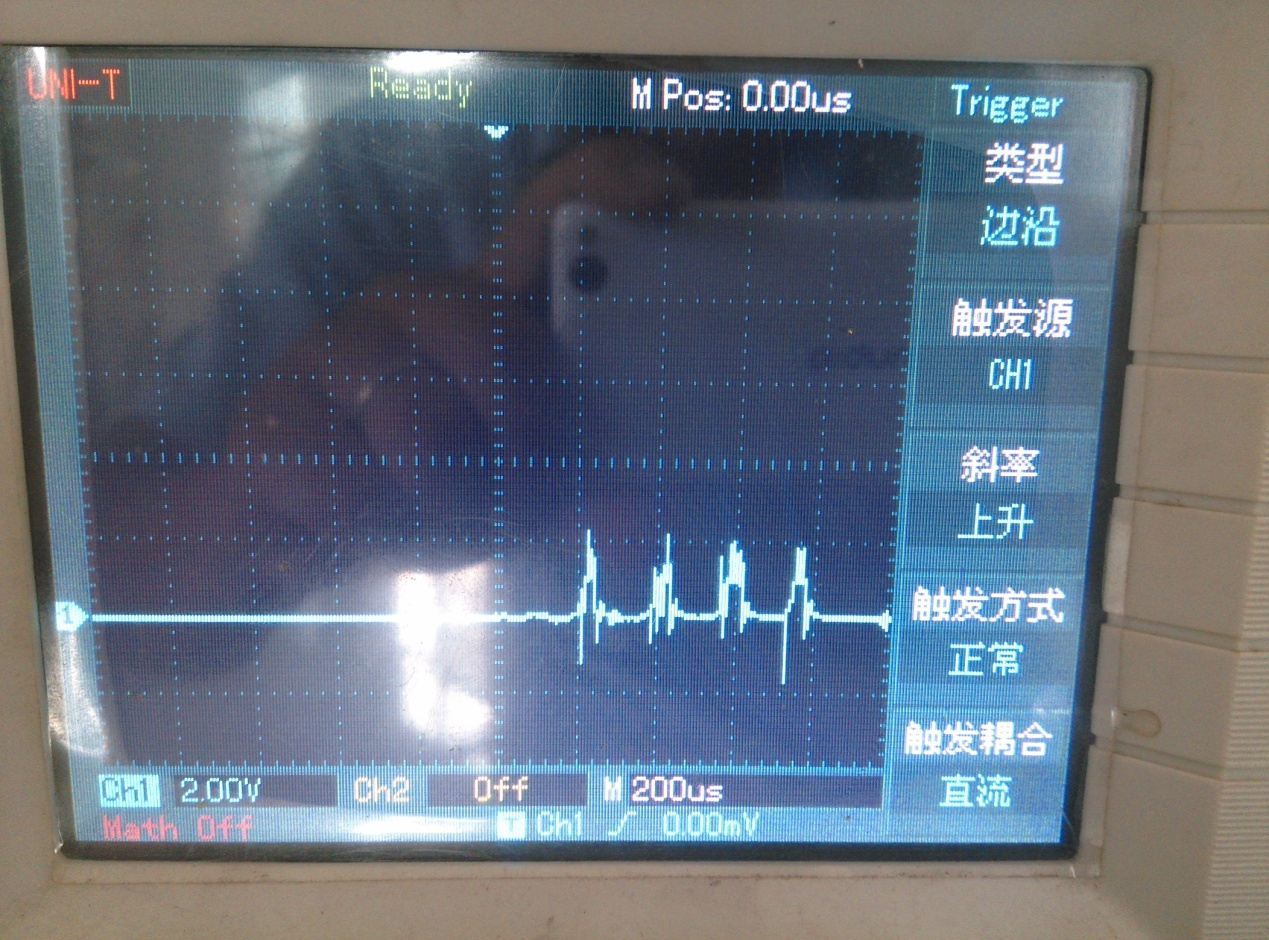 UNI-T Ready M Pos: 0.00us Trigger
类型
边沿
触发源
CH1
斜率
上升
触发方式
正常
触发耦合
直流
1
Ch1 2.00V Ch2 Off M 200us
Math Off T Ch1 0.00mV